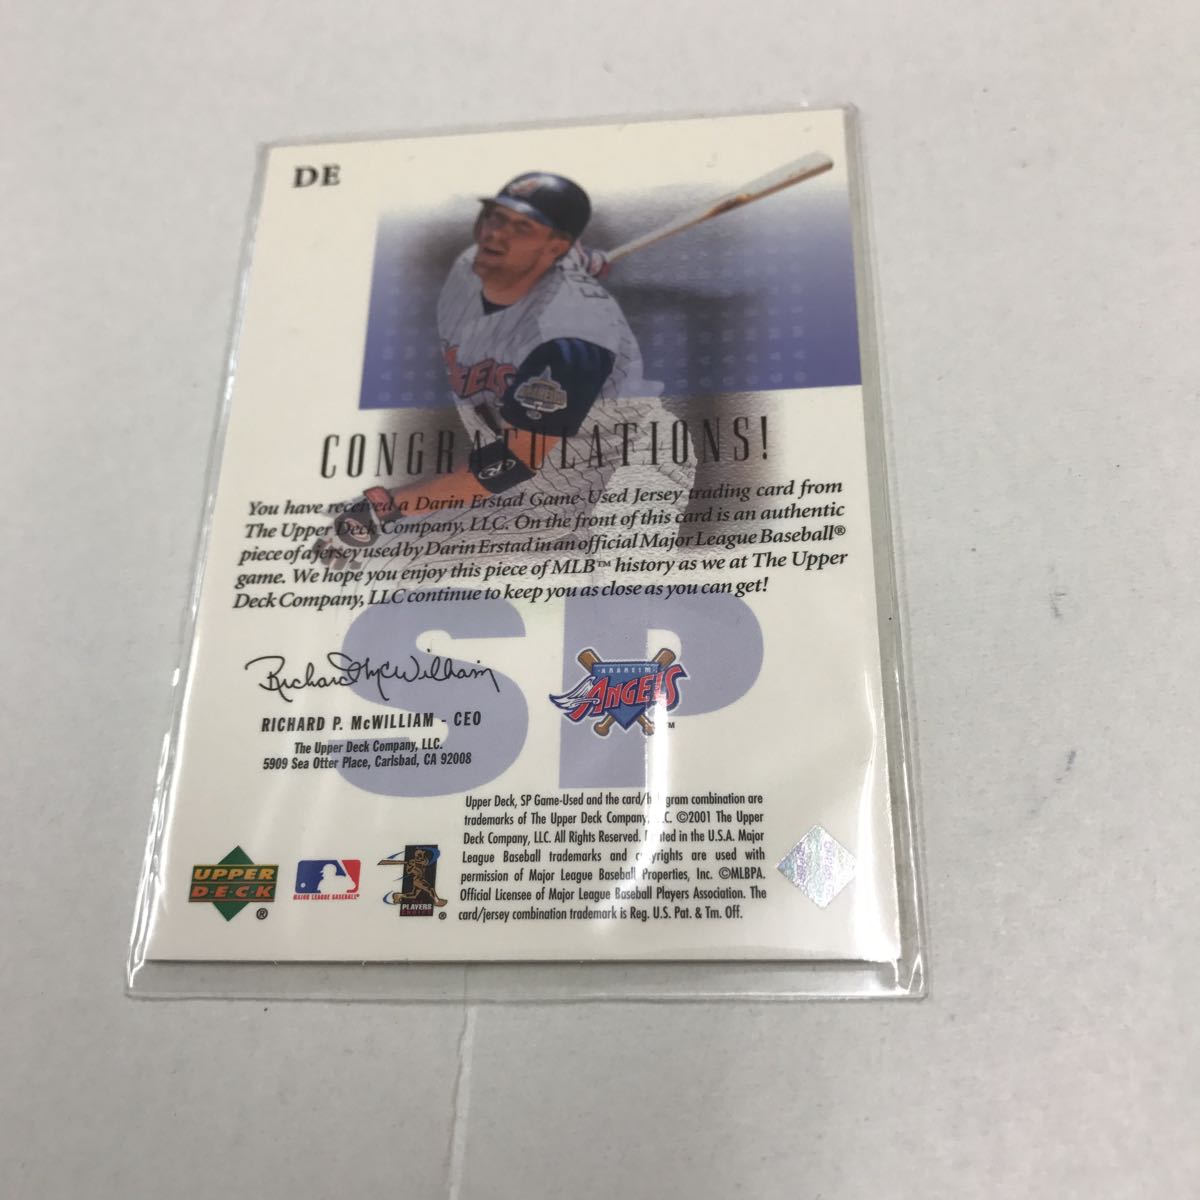 DE
ANGELS
CONGRATULATIONS!
You have received a Darin Erstad Game-Used Jersey trading card from
The Upper Deck Company, LLC. On the front of this card is an authentic
piece of a jersey used by Darin Erstad in an official Major League Baseball®
game. We hope you enjoy this piece of MLB™ history as we at The Upper
Deck Company, LLC continue to keep you as close as you can get!
SP
Richard McWilliam
ANAHEIM
ANGELS
TM
RICHARD P. McWILLIAM - CEO
The Upper Deck Company, LLC.
5909 Sea Otter Place, Carlsbad, CA 92008
Upper Deck, SP Game-Used and the card/hologram combination are
trademarks of The Upper Deck Company, LLC. ©2001 The Upper
Deck Company, LLC. All Rights Reserved. Printed in the U.S.A. Major
League Baseball trademarks and copyrights are used with
permission of Major League Baseball Properties, Inc. ©MLBPA.
Official Licensee of Major League Baseball Players Association. The
card/jersey combination trademark is Reg. U.S. Pat. & Tm. Off.
UPPER
D·E·C·K
®
MAJOR LEAGUE BASEBALL®
PLAYERS
CHOICE
®